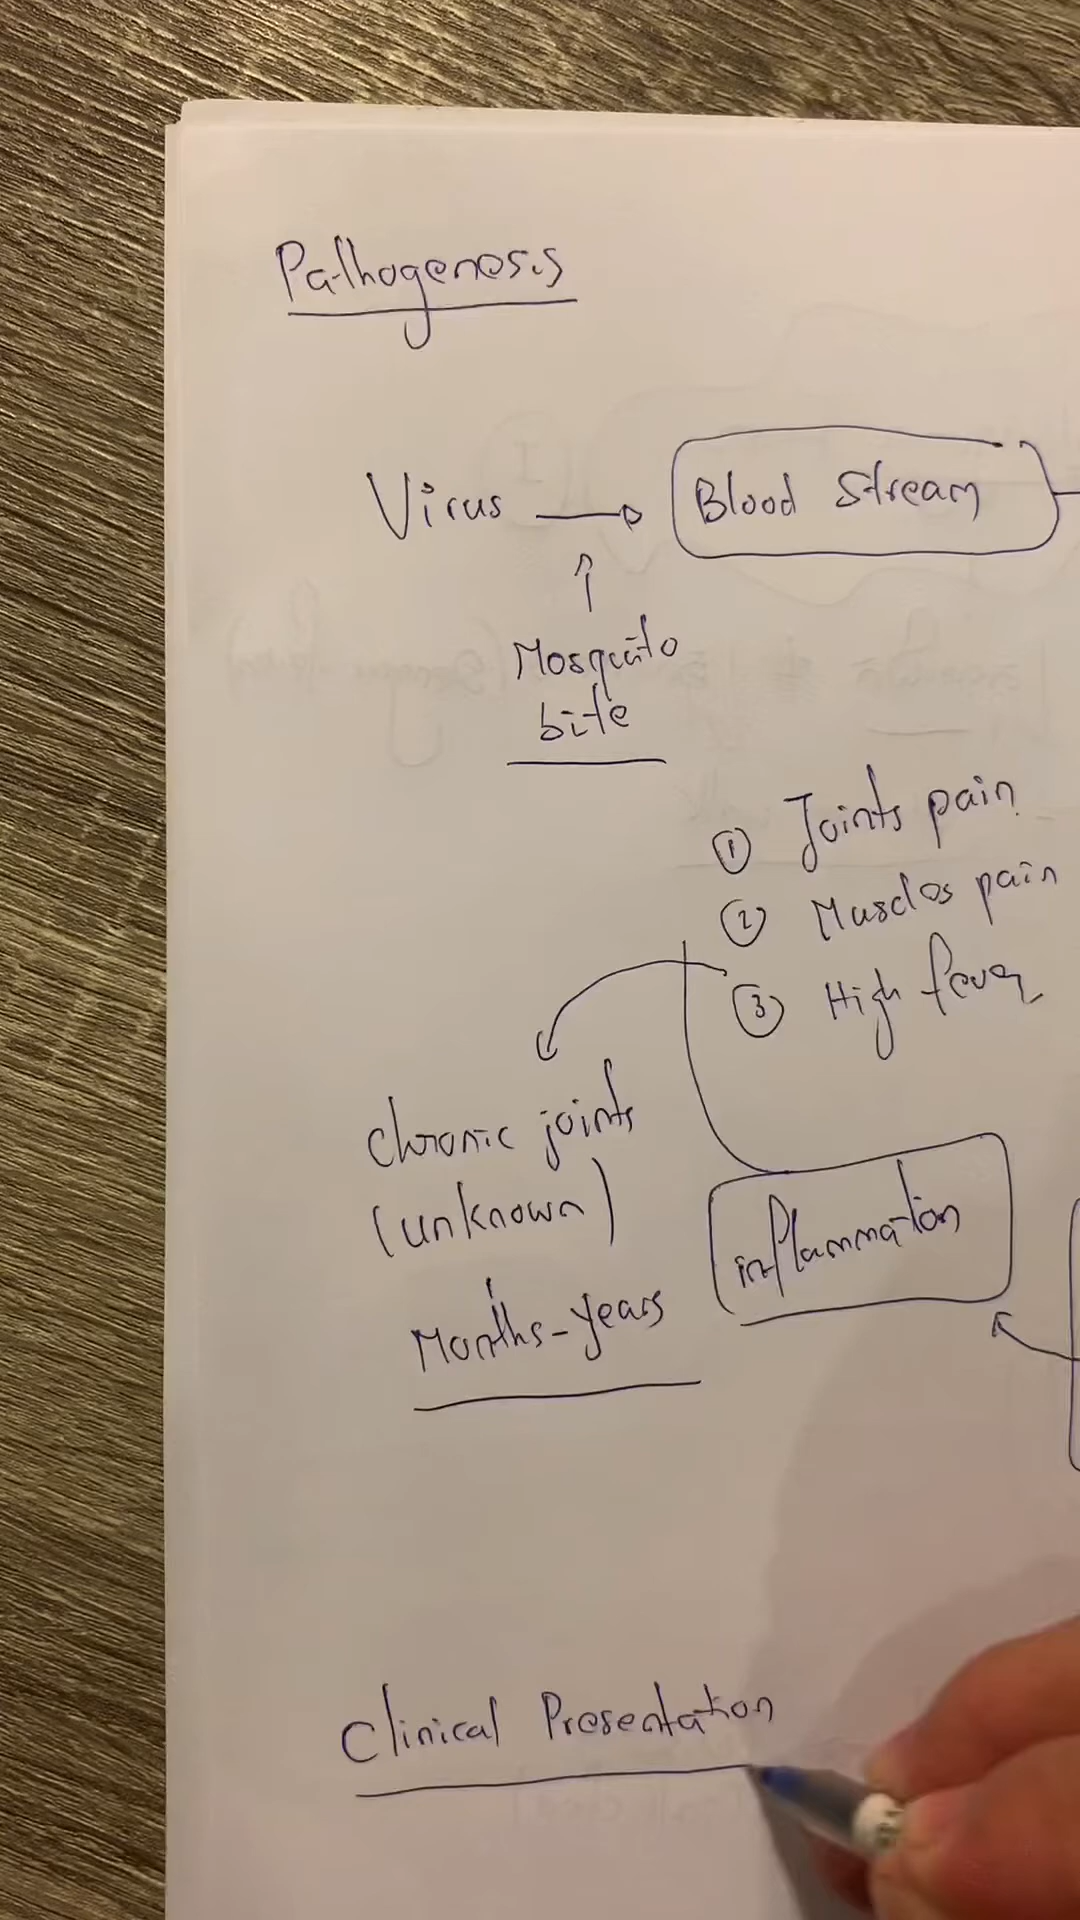 Pathogenesis
Virus → Blood Stream
↑
Mosquito
bite
① Joints pain
② Muscles pain
③ High fever
Chronic joints
(unknown)
Months-years
inflammation
Clinical Presentation